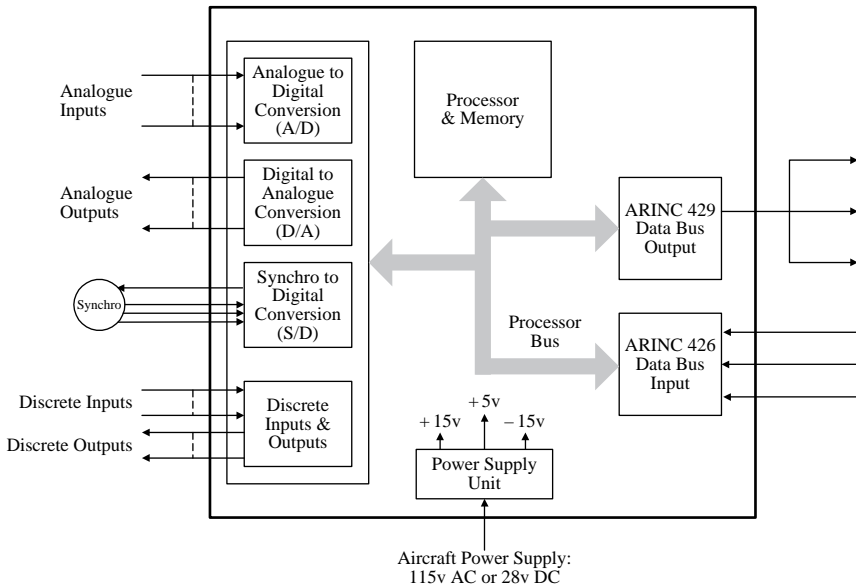 Analogue
Inputs
Analogue to
Digital
Conversion
(A/D)
Processor
& Memory
Analogue
Outputs
Digital to
Analogue
Conversion
(D/A)
ARINC 429
Data Bus
Output
Synchro
Synchro to
Digital
Conversion
(S/D)
Processor
Bus
ARINC 426
Data Bus
Input
Discrete Inputs
Discrete Outputs
Discrete
Inputs &
Outputs
+15v
+5v
–15v
Power Supply
Unit
Aircraft Power Supply:
115v AC or 28v DC